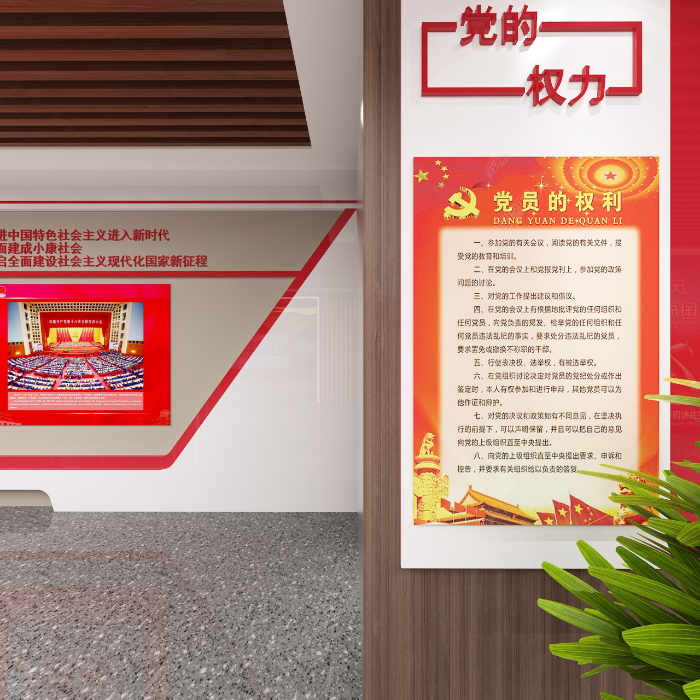 党的
权力
进中国特色社会主义进入新时代
面建成小康社会
启全面建设社会主义现代化国家新征程
党员的权利
DANG YUAN DE QUAN LI
一、参加党的有关会议，阅读党的有关文件，接
受党的教育和培训。
二、在党的会议上和党报党刊上，参加党的政策
问题的讨论。
三、对党的工作提出建议和倡议。
四、在党的会议上有根据地批评党的任何组织和
任何党员，向党负责的揭发、检举党的任何组织和任
何党员违法乱纪的事实，要求处分违法乱纪的党员，
要求罢免或撤换不称职的干部。
五、行使表决权、选举权，有被选举权。
六、在党组织讨论决定对党员的党纪处分或作出
鉴定时，本人有权参加和进行申辩，其他党员可以为
他作证和辩护。
七、对党的决议和政策如有不同意见，在坚决执
行的前提下，可以声明保留，并且可以把自己的意见
向党的上级组织直至中央提出。
八、向党的上级组织直至中央提出要求、申诉和
控告，并要求有关组织给以负责的答复。